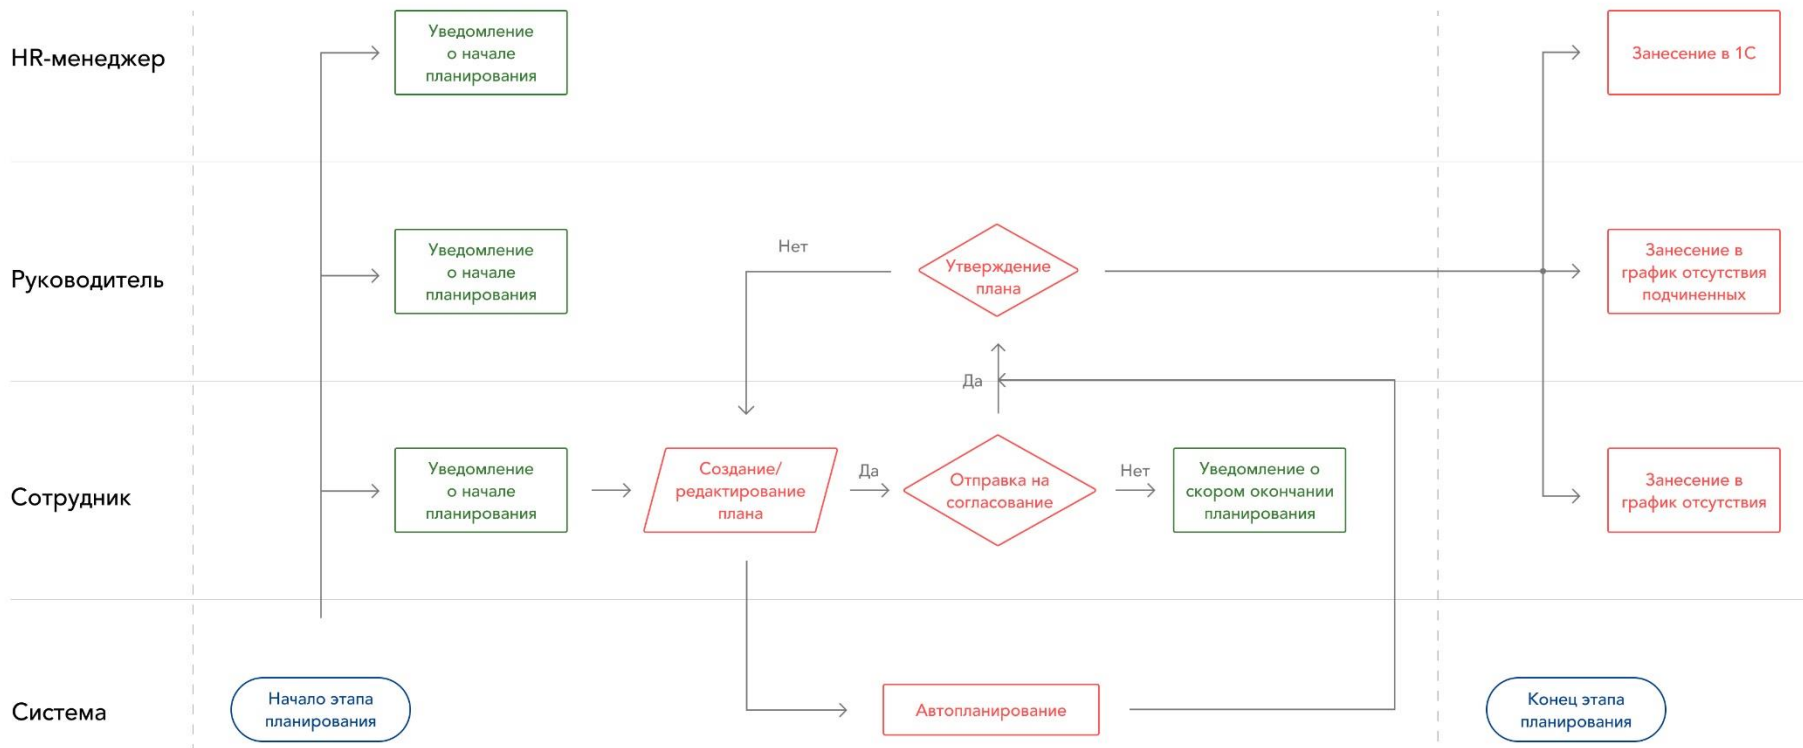 HR-менеджер
Уведомление
о начале
планирования
Занесение в 1С
Руководитель
Уведомление
о начале
планирования
Нет
Утверждение
плана
Занесение в
график отсутствия
подчиненных
Да
Сотрудник
Уведомление
о начале
планирования
Создание/
редактирование
плана
Да
Отправка на
согласование
Нет
Уведомление о
скором окончании
планирования
Занесение в
график отсутствия
Система
Начало этапа
планирования
Автопланирование
Конец этапа
планирования